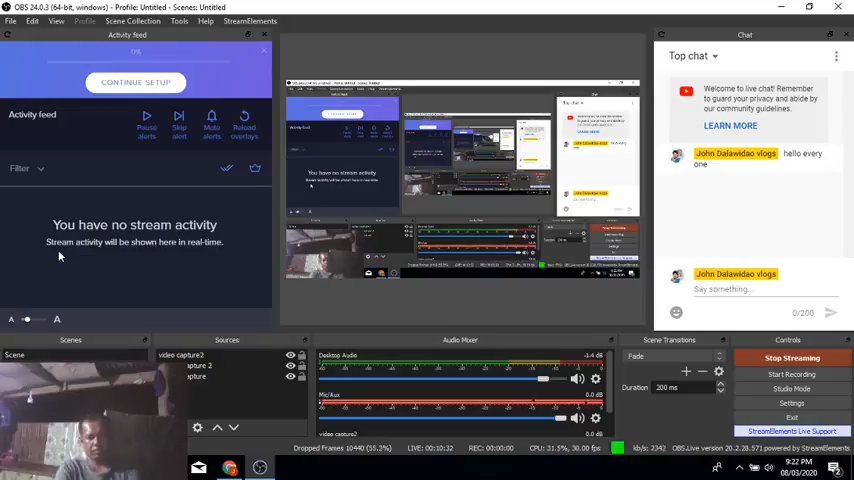 OBS 24.0.3 (64-bit, windows) - Profile: Untitled - Scenes: Untitled
File Edit View Profile Scene Collection Tools Help StreamElements
Activity feed
0%
CONTINUE SETUP
Activity feed
Pause alerts
Skip alert
Mute alerts
Reload overlays
Filter
You have no stream activity
Stream activity will be shown here in real-time.
A A
Chat
Top chat
Welcome to live chat! Remember
to guard your privacy and abide by
our community guidelines.
LEARN MORE
John Dalawidao vlogs hello every
one
John Dalawidao vlogs
Say something...
0/200
Scenes
Scene
Sources
video capture2
capture 2
Audio Mixer
Desktop Audio -1.4 dB
Mic/Aux 0.0 dB
video capture2
Scene Transitions
Fade
Duration 200 ms
Controls
Stop Streaming
Start Recording
Studio Mode
Settings
Exit
StreamElements Live Support
Dropped Frames 10440 (55.2%) LIVE: 00:10:32 REC: 00:00:00 CPU: 31.5%, 30.00 fps kb/s: 2342 OBS.Live version 20.2.28.571 powered by StreamElements
9:22 PM
08/03/2020